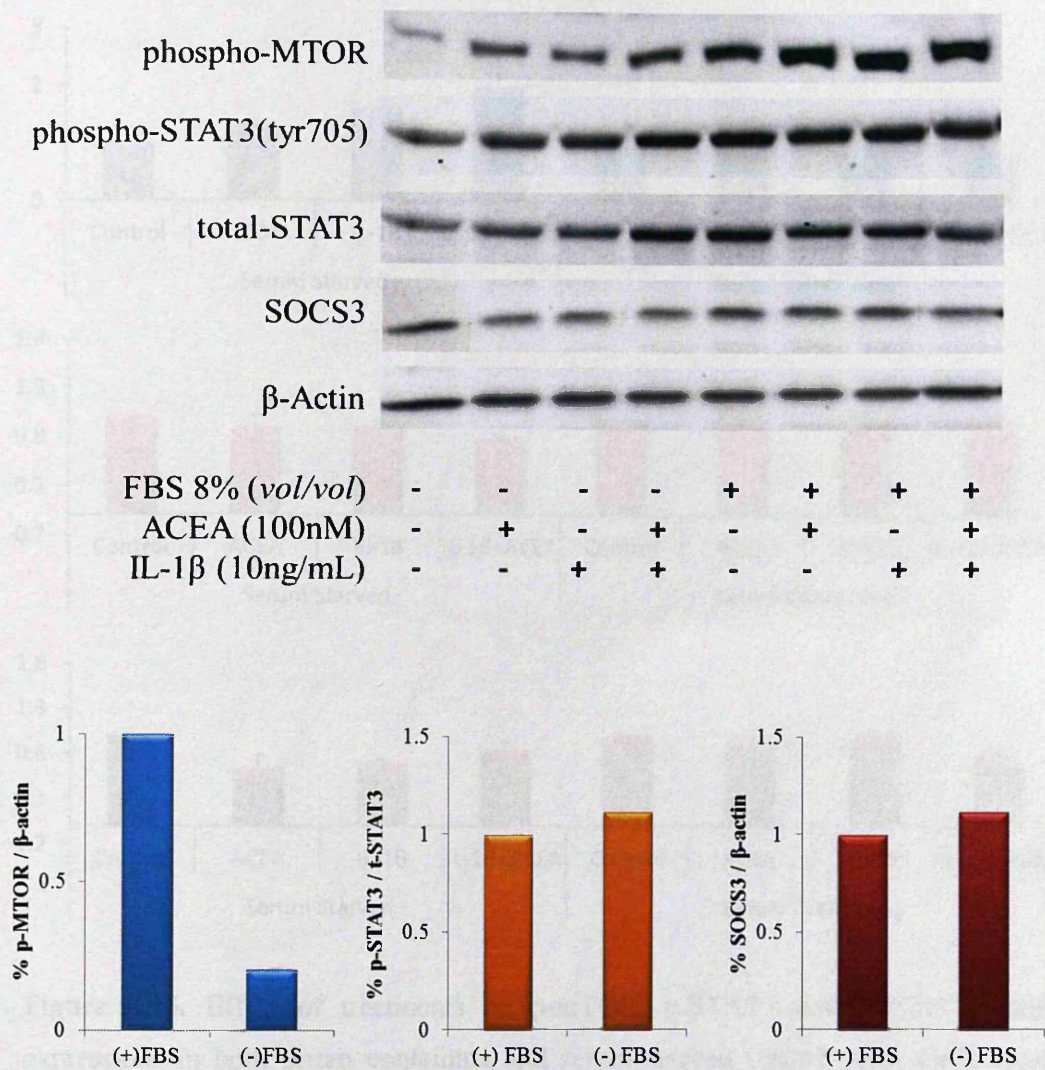 phospho-MTOR
phospho-STAT3(tyr705)
total-STAT3
SOCS3
β-Actin
FBS 8% (vol/vol) - - - - + + + +
ACEA (100nM) - + - + - + - +
IL-1β (10ng/mL) - - + + - - + +
% p-MTOR / β-actin
1
0.5
0
(+)FBS (-)FBS
% p-STAT3 / t-STAT3
1.5
1
0.5
0
(+) FBS (-) FBS
% SOCS3 / β-actin
1.5
1
0.5
0
(+) FBS (-) FBS